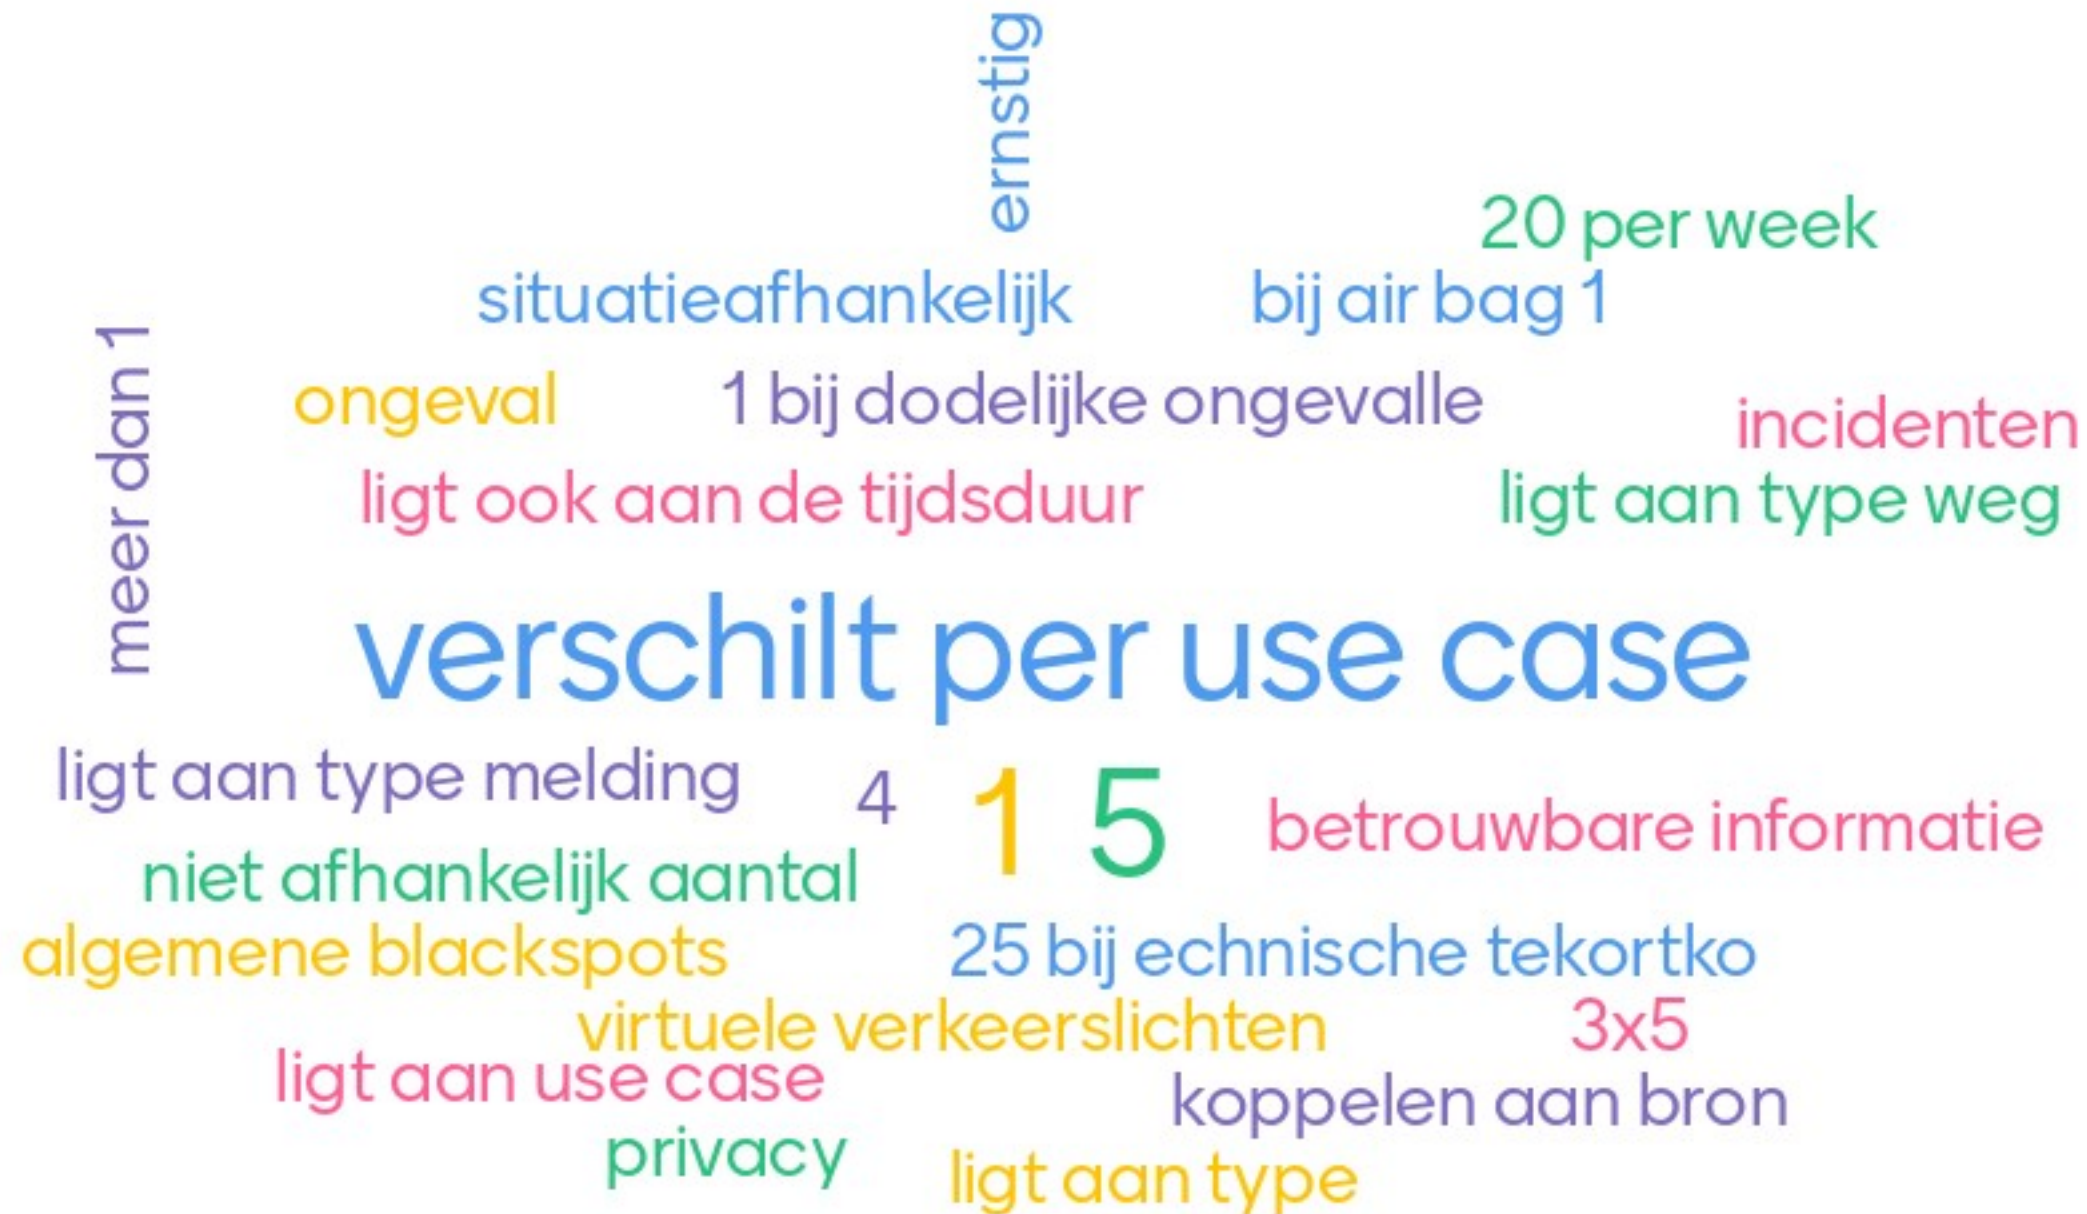 ernstig
20 per week
situatieafhankelijk
bij air bag 1
meer dan 1
ongeval
1 bij dodelijke ongevalle
incidenten
ligt ook aan de tijdsduur
ligt aan type weg
verschilt per use case
ligt aan type melding
4
1
5
betrouwbare informatie
niet afhankelijk aantal
algemene blackspots
25 bij echnische tekortko
virtuele verkeerslichten
3x5
ligt aan use case
koppelen aan bron
privacy
ligt aan type